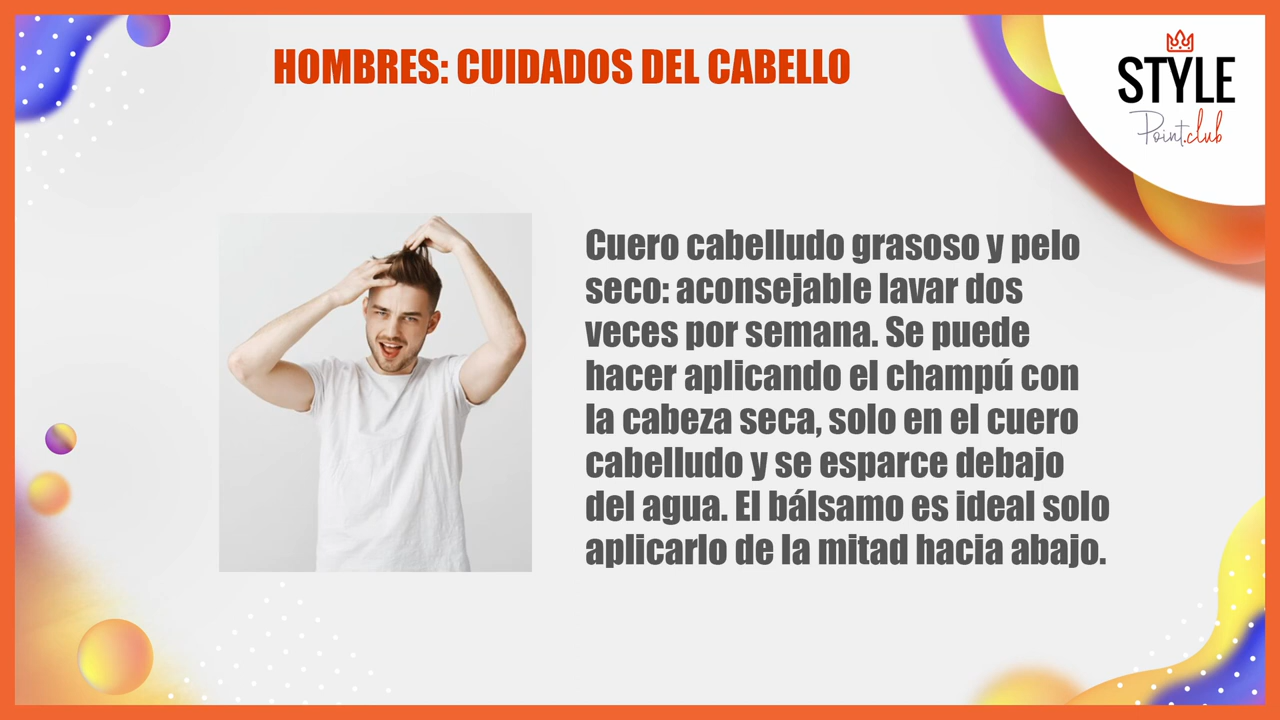 HOMBRES: CUIDADOS DEL CABELLO
STYLE
Point.club
Cuero cabelludo grasoso y pelo
seco: aconsejable lavar dos
veces por semana. Se puede
hacer aplicando el champú con
la cabeza seca, solo en el cuero
cabelludo y se esparce debajo
del agua. El bálsamo es ideal solo
aplicarlo de la mitad hacia abajo.